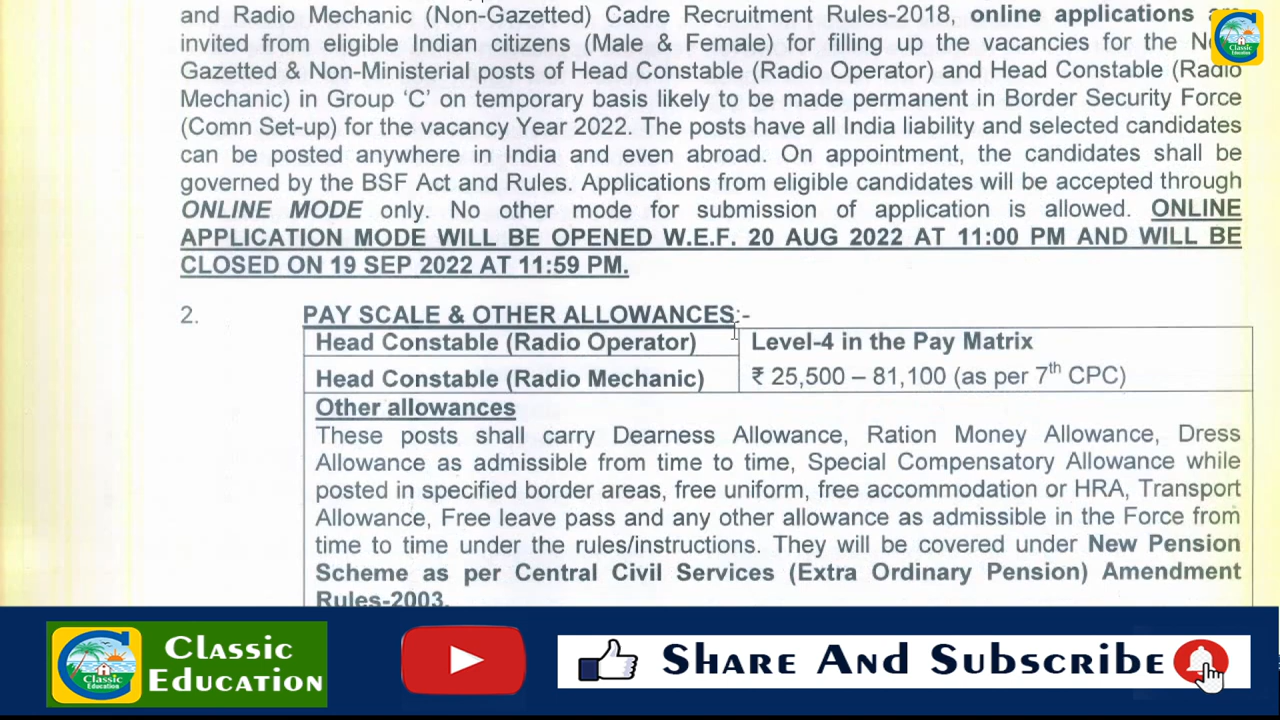 and Radio Mechanic (Non-Gazetted) Cadre Recruitment Rules-2018, online applications are
invited from eligible Indian citizens (Male & Female) for filling up the vacancies for the
Gazetted & Non-Ministerial posts of Head Constable (Radio Operator) and Head Constable (Radio
Mechanic) in Group 'C' on temporary basis likely to be made permanent in Border Security Force
(Comn Set-up) for the vacancy Year 2022. The posts have all India liability and selected candidates
can be posted anywhere in India and even abroad. On appointment, the candidates shall be
governed by the BSF Act and Rules. Applications from eligible candidates will be accepted through
ONLINE MODE only. No other mode for submission of application is allowed. ONLINE
APPLICATION MODE WILL BE OPENED W.E.F. 20 AUG 2022 AT 11:00 PM AND WILL BE
CLOSED ON 19 SEP 2022 AT 11:59 PM.
2. PAY SCALE & OTHER ALLOWANCES:-
Head Constable (Radio Operator)
Head Constable (Radio Mechanic)
Level-4 in the Pay Matrix
₹ 25,500 – 81,100 (as per 7th CPC)
Other allowances
These posts shall carry Dearness Allowance, Ration Money Allowance, Dress
Allowance as admissible from time to time, Special Compensatory Allowance while
posted in specified border areas, free uniform, free accommodation or HRA, Transport
Allowance, Free leave pass and any other allowance as admissible in the Force from
time to time under the rules/instructions. They will be covered under New Pension
Scheme as per Central Civil Services (Extra Ordinary Pension) Amendment
Rules-2003.
Classic
Education
Classic
Education
Classic
Education
Share And Subscribe